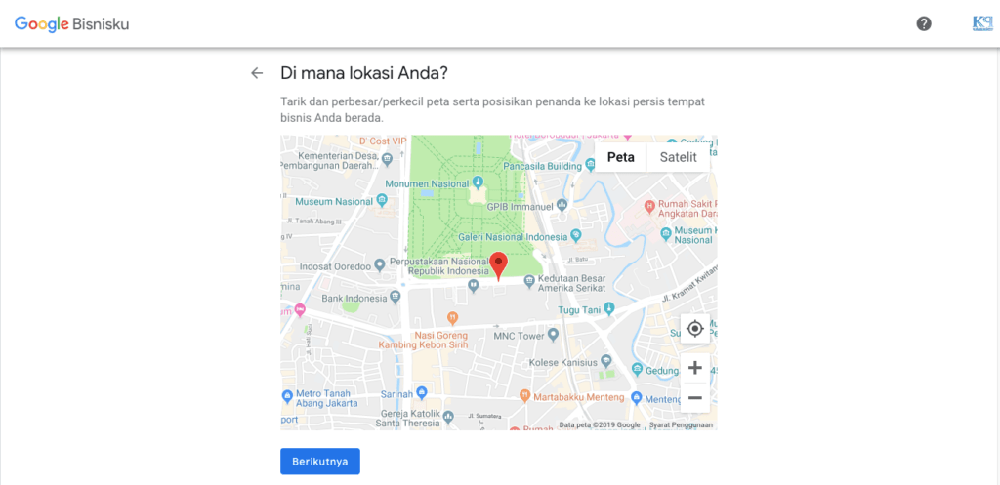 Google Bisnisku
Di mana lokasi Anda?
Tarik dan perbesar/perkecil peta serta posisikan penanda ke lokasi persis tempat
bisnis Anda berada.
D' Cost VIP
Peta
Satelit
Kementerian Desa,
Pembangunan Daerah...
Pancasila Building
Monumen Nasional
Museum Nasional
GPIB Immanuel
Rumah Sakit
Angkatan Dara
Jl. Tanah Abang III
Galeri Nasional Indonesia
Museum K
Nasional
Indosat Ooredoo
Perpustakaan Nasional
Republik Indonesia
Kedutaan Besar
Amerika Serikat
Jl. Kramat Kwitan
Bank Indonesia
Tugu Tani
Nasi Goreng
Kambing Kebon Sirih
MNC Tower
Kolese Kanisius
Gedung
Metro Tanah
Abang Jakarta
Sarinah
Martabakku Menteng
Menteng
Gereja Katolik
Santa Theresia
Jl. Sumatera
Rumah
Data peta ©2019 Google
Syarat Penggunaan
Berikutnya